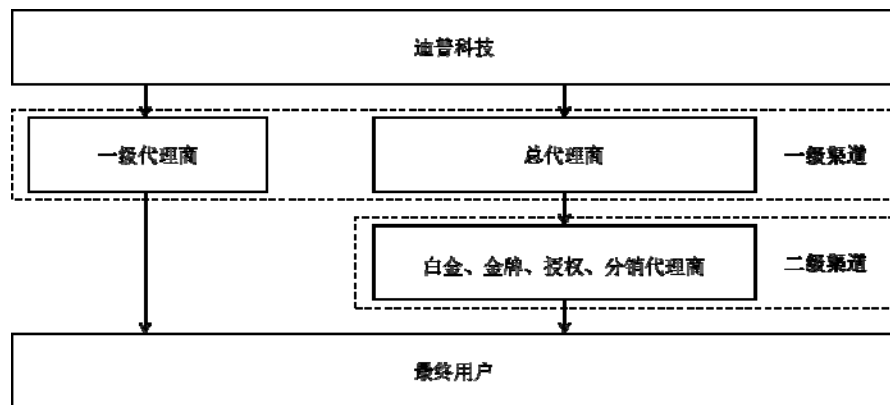 迪普科技
一级代理商
总代理商
一级渠道
白金、金牌、授权、分销代理商
二级渠道
最终用户